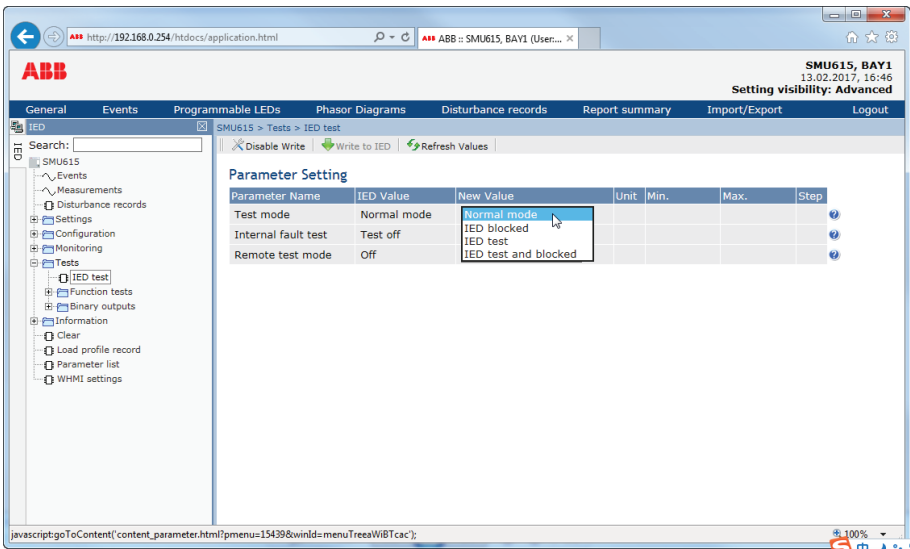 ABB http://192.168.0.254/htdocs/application.html
ABB ABB :: SMU615, BAY1 (User:...
ABB
SMU615, BAY1
13.02.2017, 16:46
Setting visibility: Advanced
General Events Programmable LEDs Phasor Diagrams Disturbance records Report summary Import/Export Logout
IED
IED
Search:
SMU615
Events
Measurements
Disturbance records
Settings
Configuration
Monitoring
Tests
IED test
Function tests
Binary outputs
Information
Clear
Load profile record
Parameter list
WHMI settings
SMU615 > Tests > IED test
Disable Write Write to IED Refresh Values
Parameter Setting
Parameter Name IED Value New Value Unit Min. Max. Step
Test mode Normal mode Normal mode
IED blocked
IED test
IED test and blocked
Internal fault test Test off
Remote test mode Off
javascript:goToContent('content_parameter.html?pmenu=15439&winId=menuTreeaWiBTcac');
100%